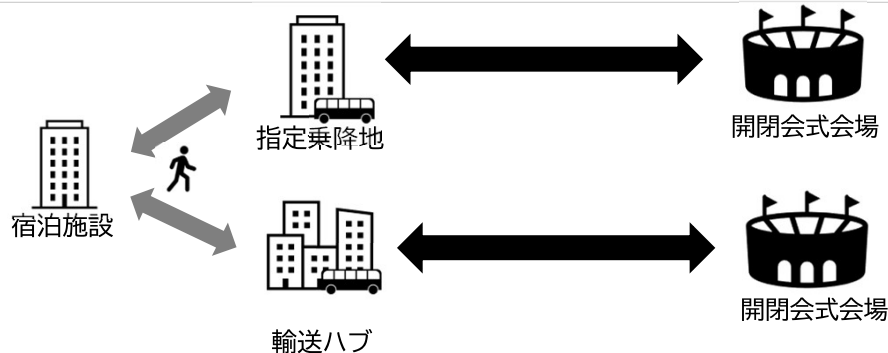 指定乗降地
開閉会式会場
宿泊施設
輸送ハブ
開閉会式会場